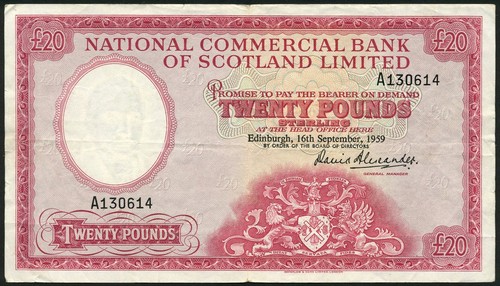 £20
£20
NATIONAL COMMERCIAL BANK
OF SCOTLAND LIMITED
A130614
PROMISE TO PAY THE BEARER ON DEMAND
TWENTY POUNDS
STERLING
AT THE HEAD OFFICE HERE
Edinburgh, 16th September, 1959
BY ORDER OF THE BOARD OF DIRECTORS
David Alexander
GENERAL MANAGER
A130614
TWENTY POUNDS
£20